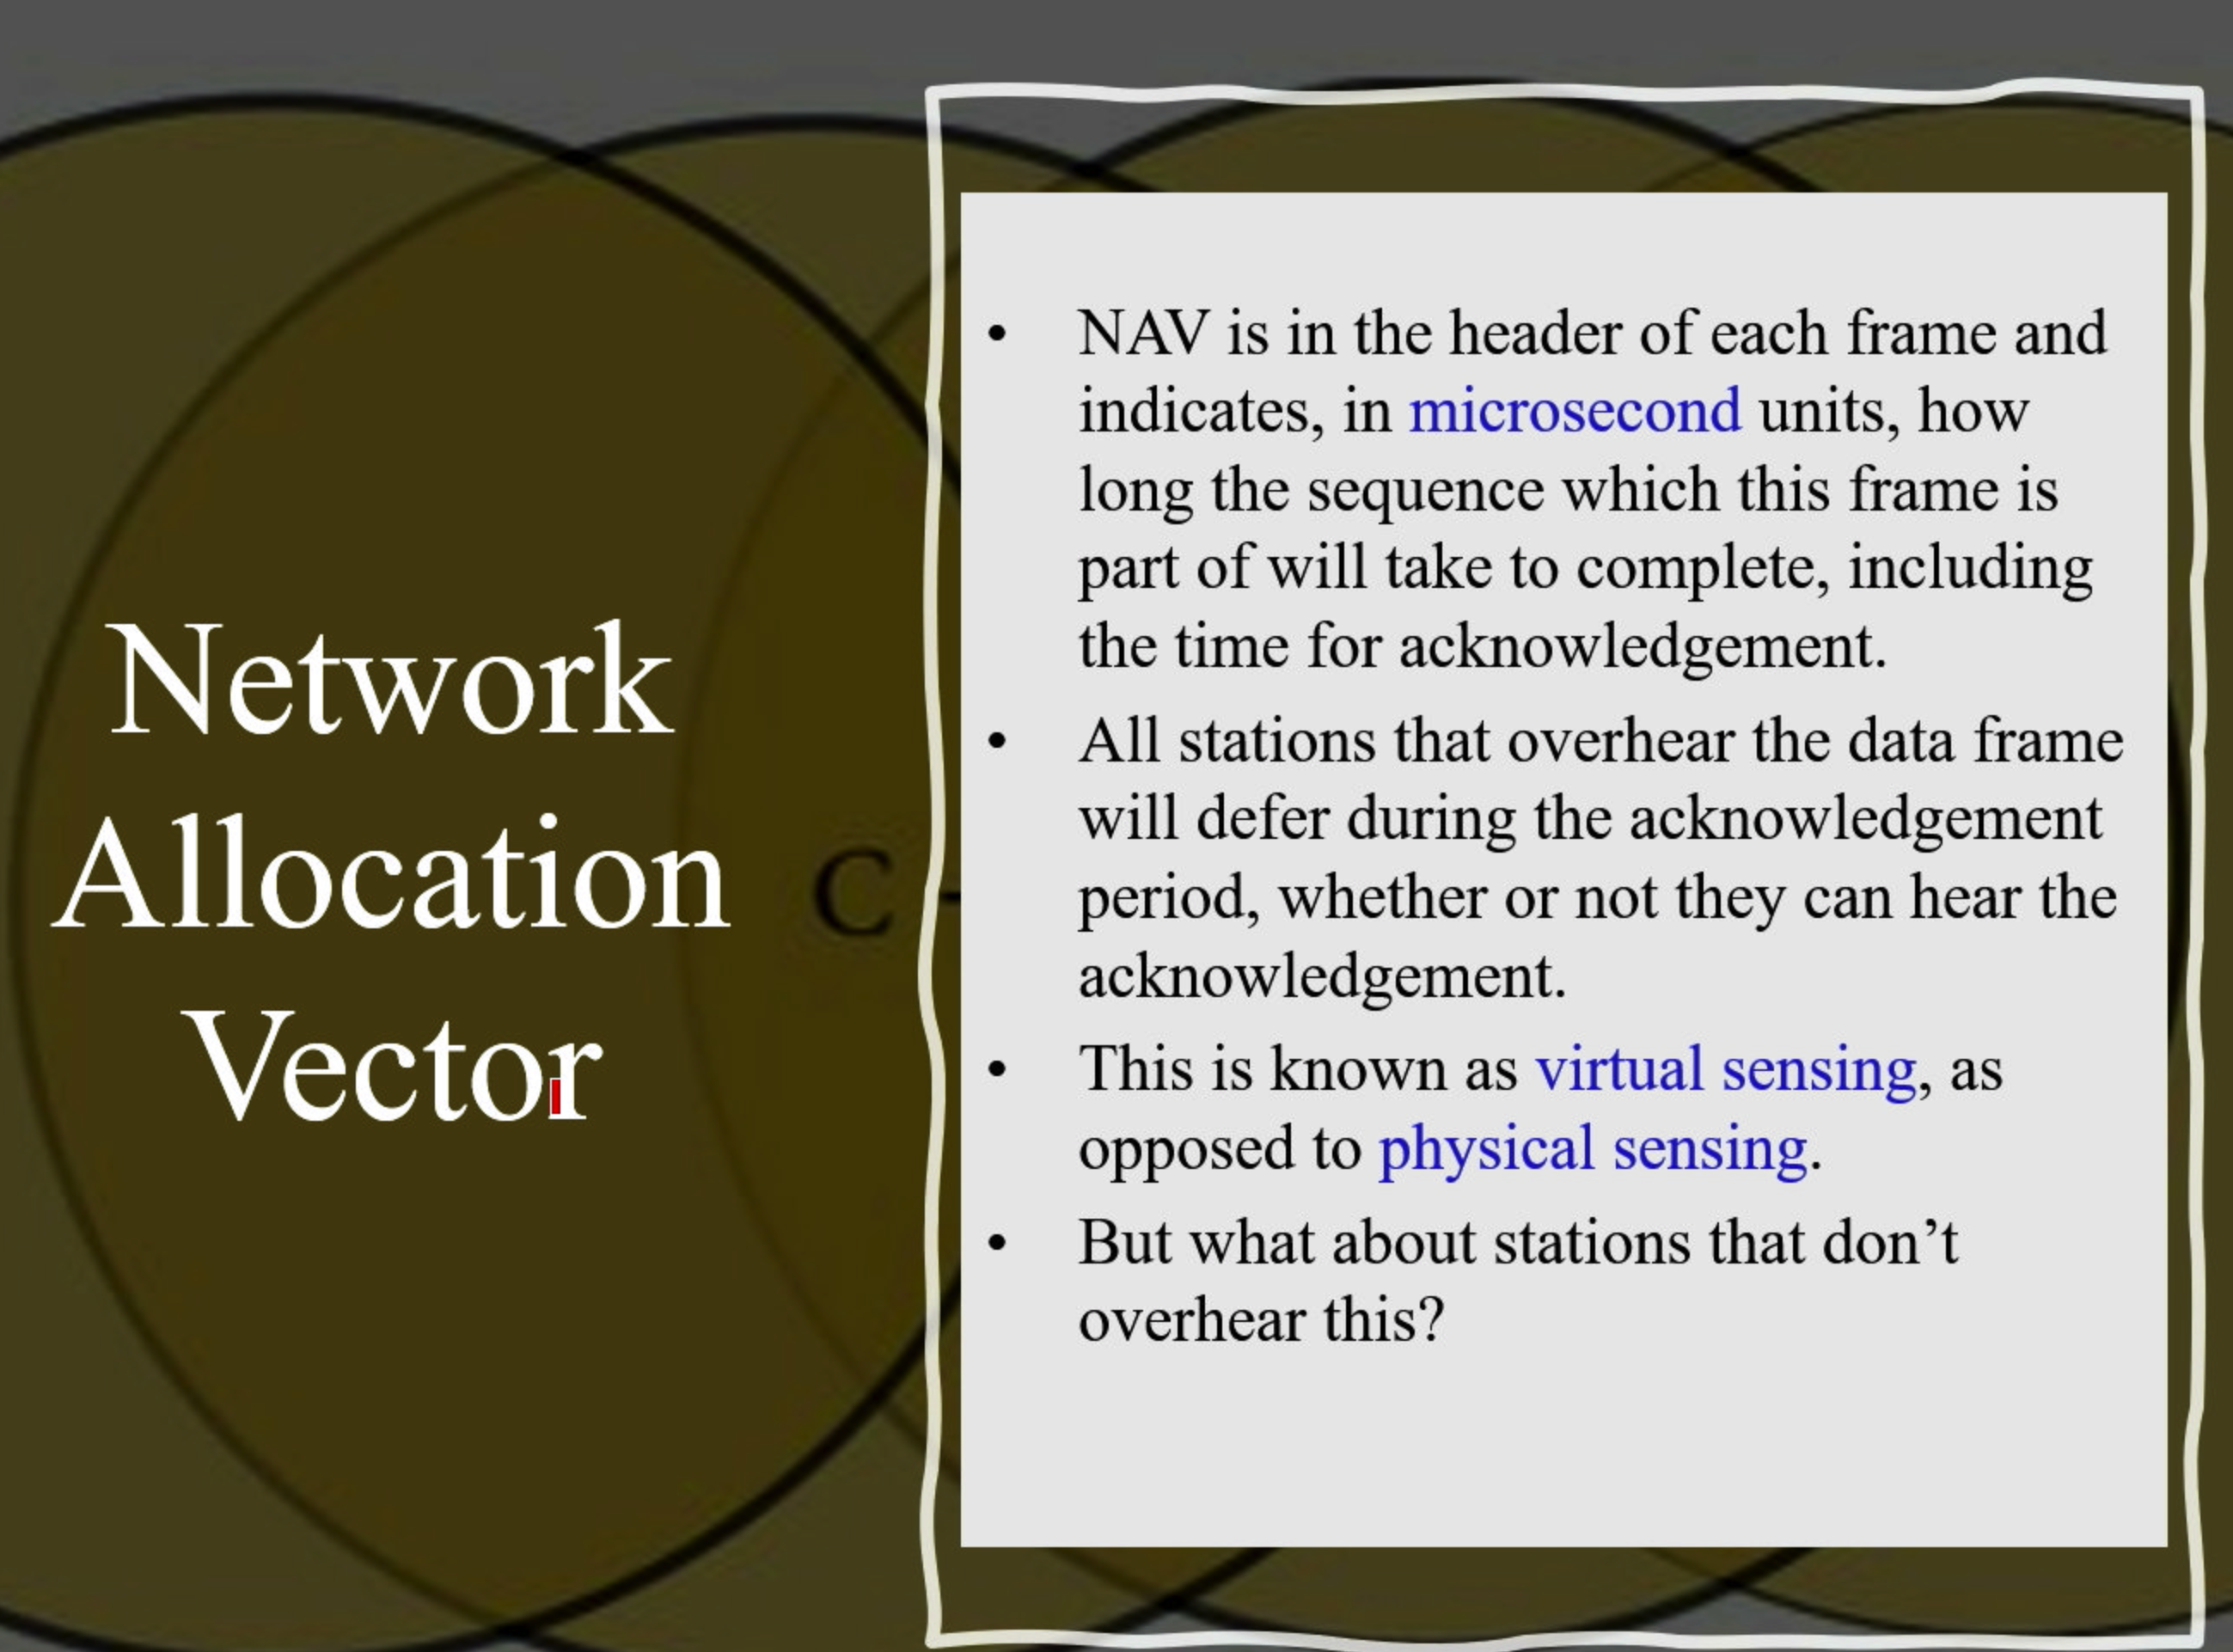 Network
Allocation
Vector
C -
• NAV is in the header of each frame and
indicates, in microsecond units, how
long the sequence which this frame is
part of will take to complete, including
the time for acknowledgement.
• All stations that overhear the data frame
will defer during the acknowledgement
period, whether or not they can hear the
acknowledgement.
• This is known as virtual sensing, as
opposed to physical sensing.
• But what about stations that don’t
overhear this?